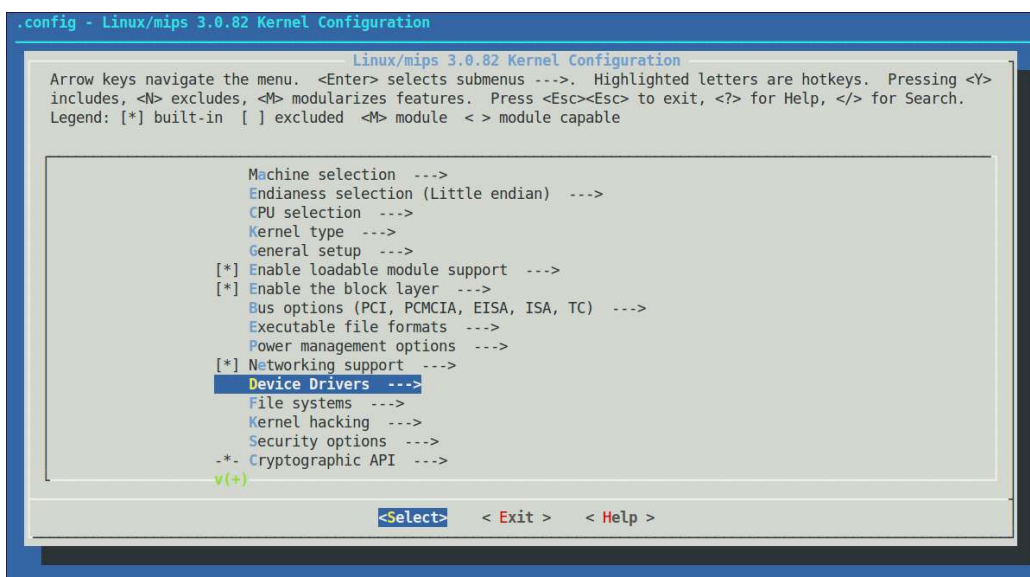 .config - Linux/mips 3.0.82 Kernel Configuration
Linux/mips 3.0.82 Kernel Configuration
Arrow keys navigate the menu.  <Enter> selects submenus --->.  Highlighted letters are hotkeys.  Pressing <Y>
includes, <N> excludes, <M> modularizes features.  Press <Esc><Esc> to exit, <?> for Help, </> for Search.
Legend: [*] built-in  [ ] excluded  <M> module  < > module capable
Machine selection  --->
Endianess selection (Little endian)  --->
CPU selection  --->
Kernel type  --->
General setup  --->
[*] Enable loadable module support  --->
[*] Enable the block layer  --->
Bus options (PCI, PCMCIA, EISA, ISA, TC)  --->
Executable file formats  --->
Power management options  --->
[*] Networking support  --->
Device Drivers  --->
File systems  --->
Kernel hacking  --->
Security options  --->
-*- Cryptographic API  --->
v(+)
<Select>    < Exit >    < Help >